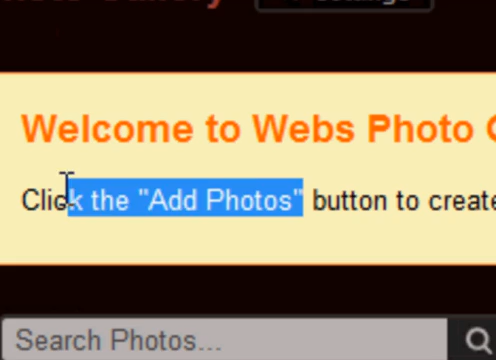 Welcome to Webs Photo
Click the "Add Photos" button to create
Search Photos...